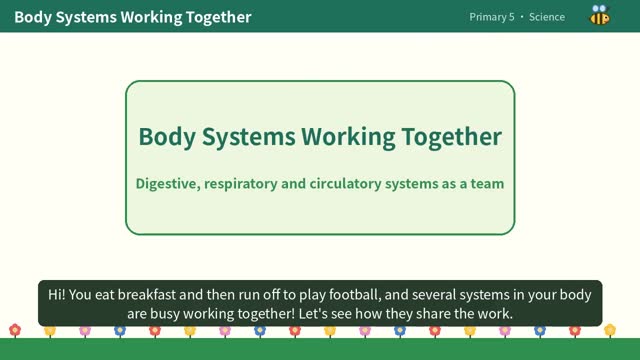 Body Systems Working Together
Primary 5 • Science
Body Systems Working Together
Digestive, respiratory and circulatory systems as a team
Hi! You eat breakfast and then run off to play football, and several systems in your body
are busy working together! Let's see how they share the work.